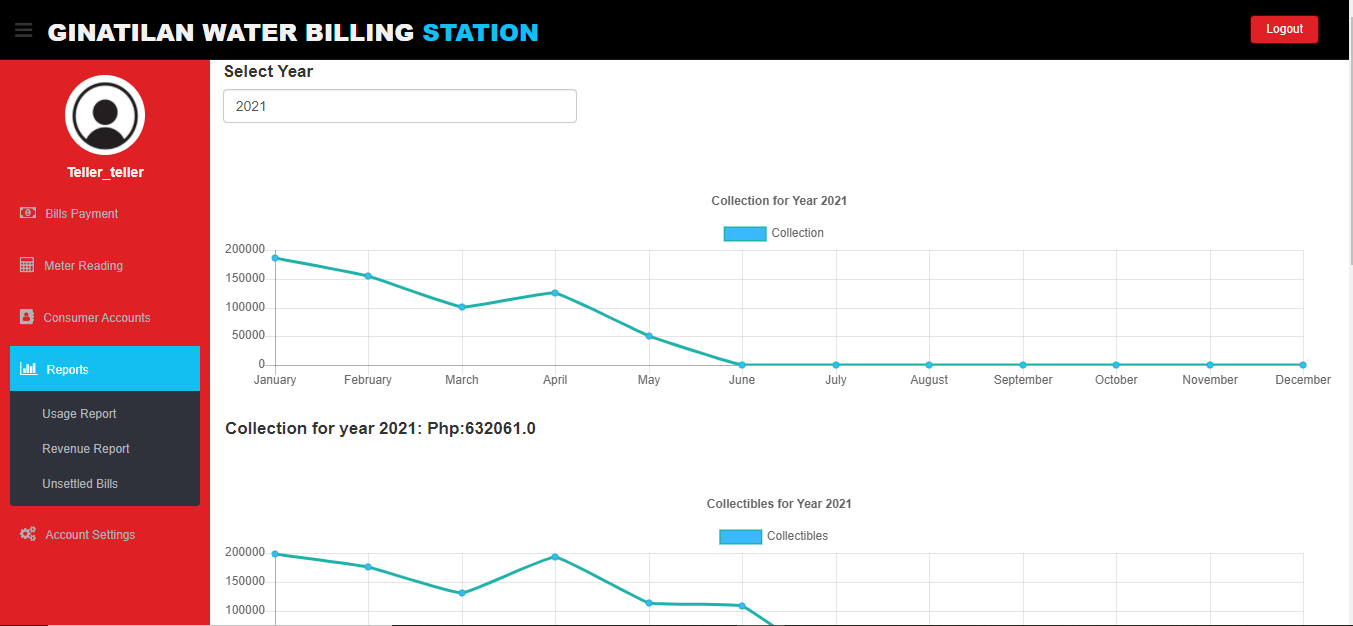 GINATILAN WATER BILLING STATION
Logout
Teller_teller
Bills Payment
Meter Reading
Consumer Accounts
Reports
Usage Report
Revenue Report
Unsettled Bills
Account Settings
Select Year
2021
Collection for Year 2021
Collection
200000
150000
100000
50000
0
January February March April May June July August September October November December
Collection for year 2021: Php:632061.0
Collectibles for Year 2021
Collectibles
200000
150000
100000